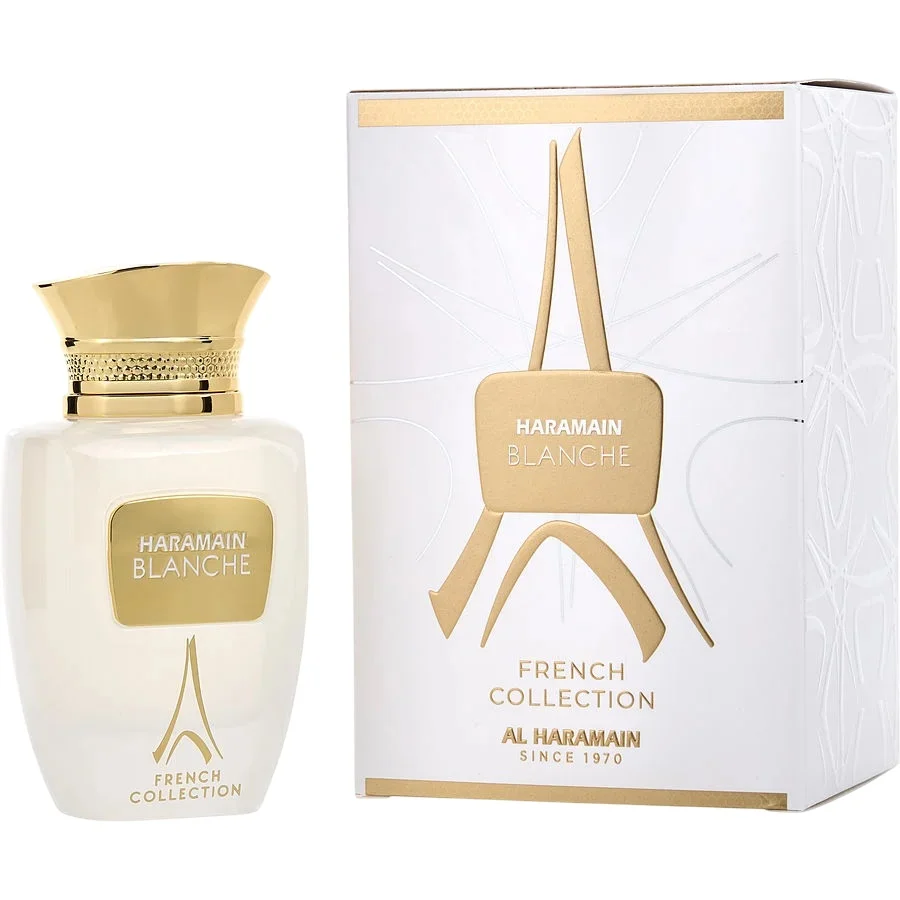 HARAMAIN
BLANCHE
FRENCH
COLLECTION
HARAMAIN
BLANCHE
FRENCH
COLLECTION
AL HARAMAIN
SINCE 1970